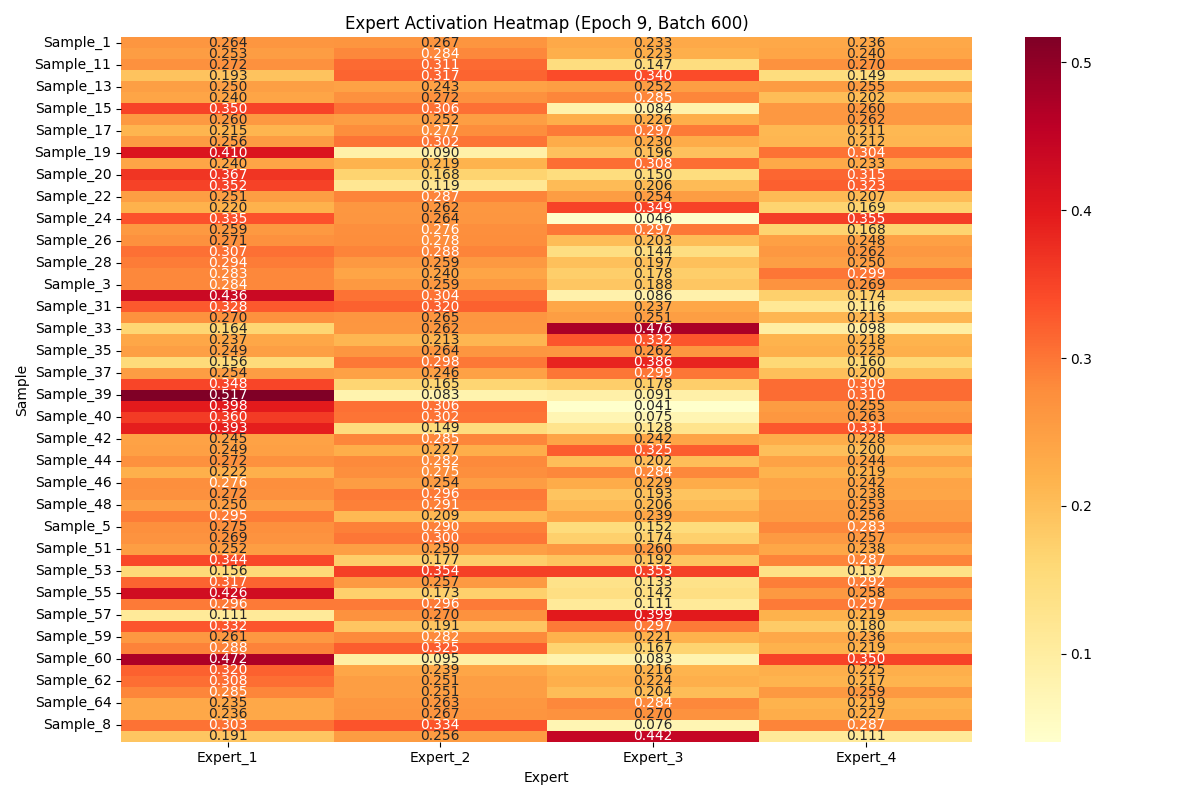 Expert Activation Heatmap (Epoch 9, Batch 600)
Sample_1 0.264 0.267 0.233 0.236
0.253 0.284 0.223 0.240
Sample_11 0.272 0.311 0.147 0.270
0.193 0.317 0.340 0.149
Sample_13 0.250 0.243 0.252 0.255
0.240 0.272 0.285 0.202
Sample_15 0.350 0.306 0.084 0.260
0.260 0.252 0.226 0.262
Sample_17 0.215 0.277 0.297 0.211
0.256 0.302 0.230 0.212
Sample_19 0.410 0.090 0.196 0.304
0.240 0.219 0.308 0.233
Sample_20 0.367 0.168 0.150 0.315
0.352 0.119 0.206 0.323
Sample_22 0.251 0.287 0.254 0.207
0.220 0.262 0.349 0.169
Sample_24 0.335 0.264 0.046 0.355
0.259 0.276 0.297 0.168
Sample_26 0.271 0.278 0.203 0.248
0.307 0.288 0.144 0.262
Sample_28 0.294 0.259 0.197 0.250
0.283 0.240 0.178 0.299
Sample_3 0.284 0.259 0.188 0.269
0.436 0.304 0.086 0.174
Sample_31 0.328 0.320 0.237 0.116
0.270 0.265 0.251 0.213
Sample_33 0.164 0.262 0.476 0.098
0.237 0.213 0.332 0.218
Sample_35 0.249 0.264 0.262 0.225
0.156 0.298 0.386 0.160
Sample_37 0.254 0.246 0.299 0.200
0.348 0.165 0.178 0.309
Sample_39 0.517 0.083 0.091 0.310
0.398 0.306 0.041 0.255
Sample_40 0.360 0.302 0.075 0.263
0.393 0.149 0.128 0.331
Sample_42 0.245 0.285 0.242 0.228
0.249 0.227 0.325 0.200
Sample_44 0.272 0.282 0.202 0.244
0.222 0.275 0.284 0.219
Sample_46 0.276 0.254 0.229 0.242
0.272 0.296 0.193 0.238
Sample_48 0.250 0.291 0.206 0.253
0.295 0.209 0.239 0.256
Sample_5 0.275 0.290 0.152 0.283
0.269 0.300 0.174 0.257
Sample_51 0.252 0.250 0.260 0.238
0.344 0.177 0.192 0.287
Sample_53 0.156 0.354 0.353 0.137
0.317 0.257 0.133 0.292
Sample_55 0.426 0.173 0.142 0.258
0.296 0.296 0.111 0.297
Sample_57 0.111 0.270 0.399 0.219
0.332 0.191 0.297 0.180
Sample_59 0.261 0.282 0.221 0.236
0.288 0.325 0.167 0.219
Sample_60 0.472 0.095 0.083 0.350
0.320 0.239 0.216 0.225
Sample_62 0.308 0.251 0.224 0.217
0.285 0.251 0.204 0.259
Sample_64 0.235 0.263 0.284 0.219
0.236 0.267 0.270 0.227
Sample_8 0.303 0.334 0.076 0.287
0.191 0.256 0.442 0.111
Expert_1 Expert_2 Expert_3 Expert_4
Expert
Sample
0.5
0.4
0.3
0.2
0.1